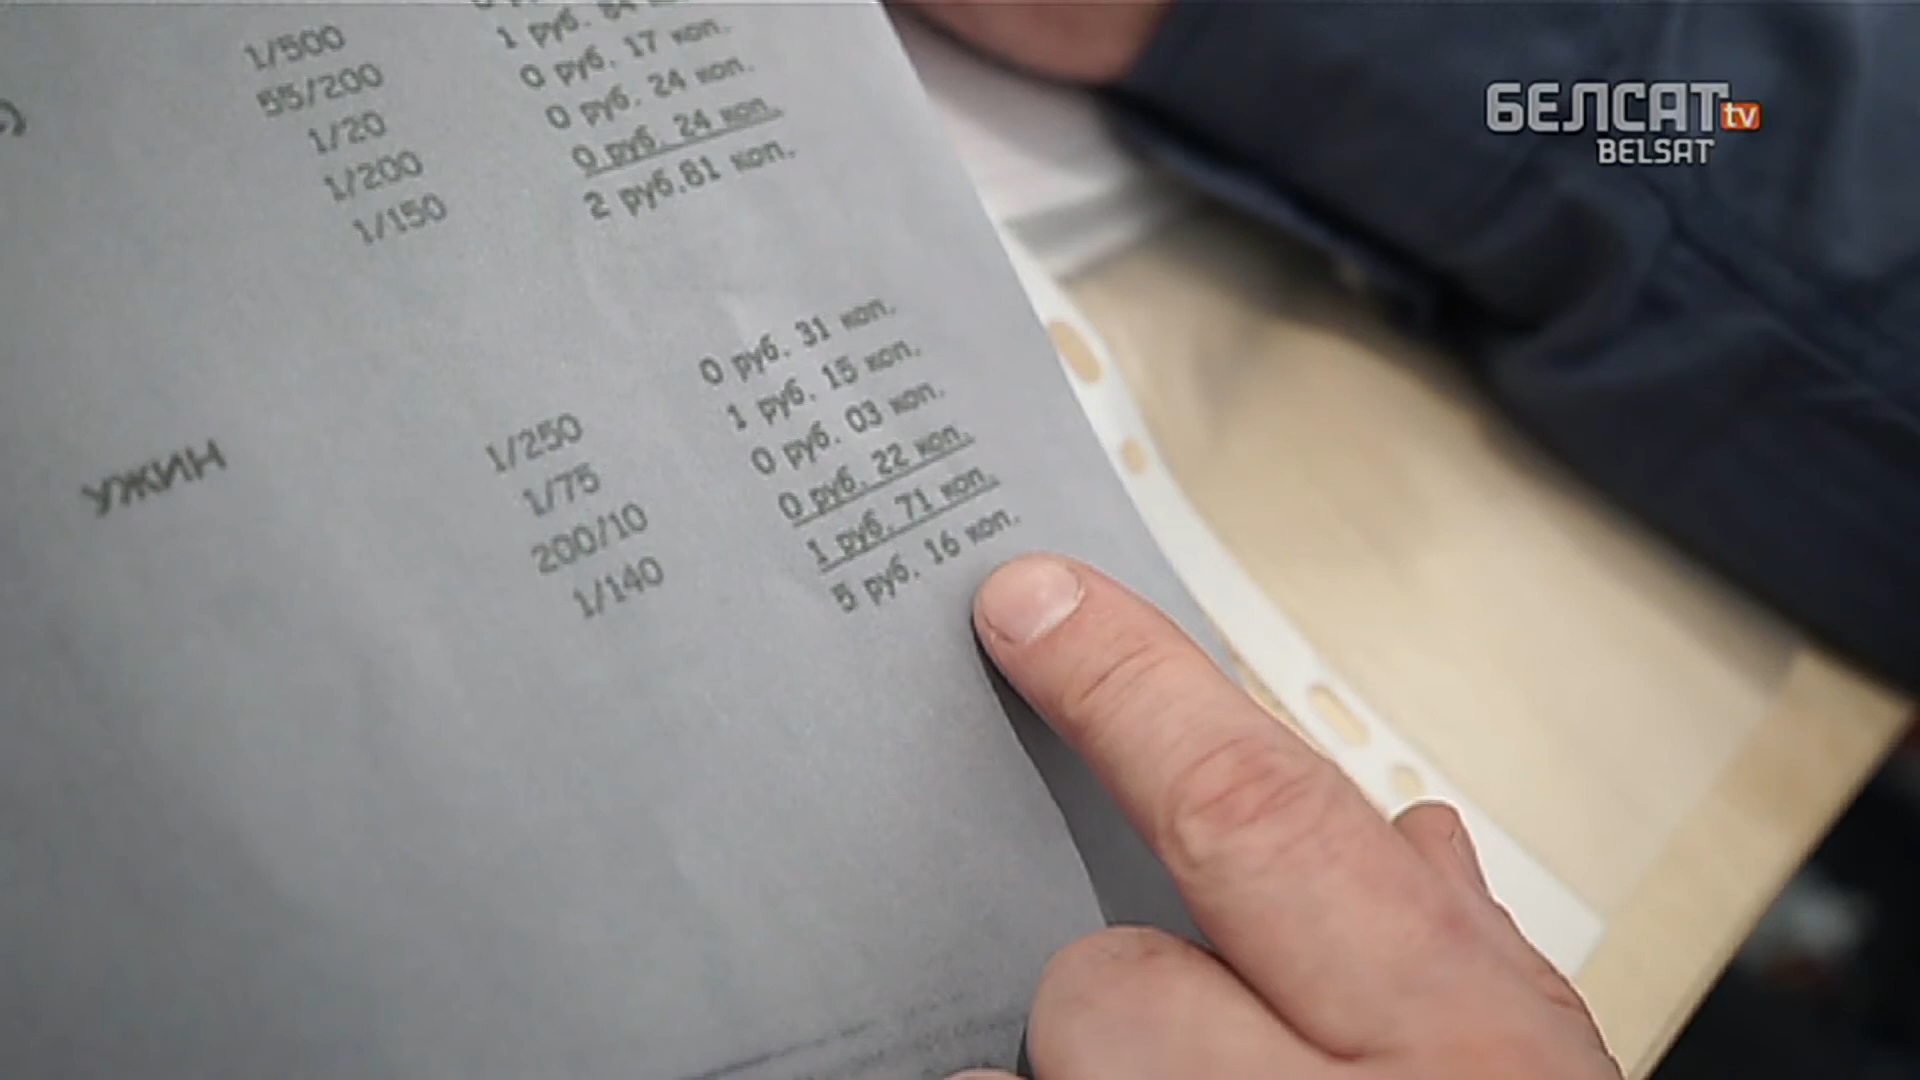 1/500
1 руб. 84
55/200 0 руб. 17 коп.
1/20 0 руб. 24 коп.
1/200 0 руб. 24 коп.
1/150 2 руб.81 коп.
УЖИН
1/250 0 руб. 31 коп.
1/75 1 руб. 15 коп.
200/10 0 руб. 03 коп.
1/140 0 руб. 22 коп.
1 руб. 71 коп.
5 руб. 16 коп.
БЕЛСАТ tv
BELSAT